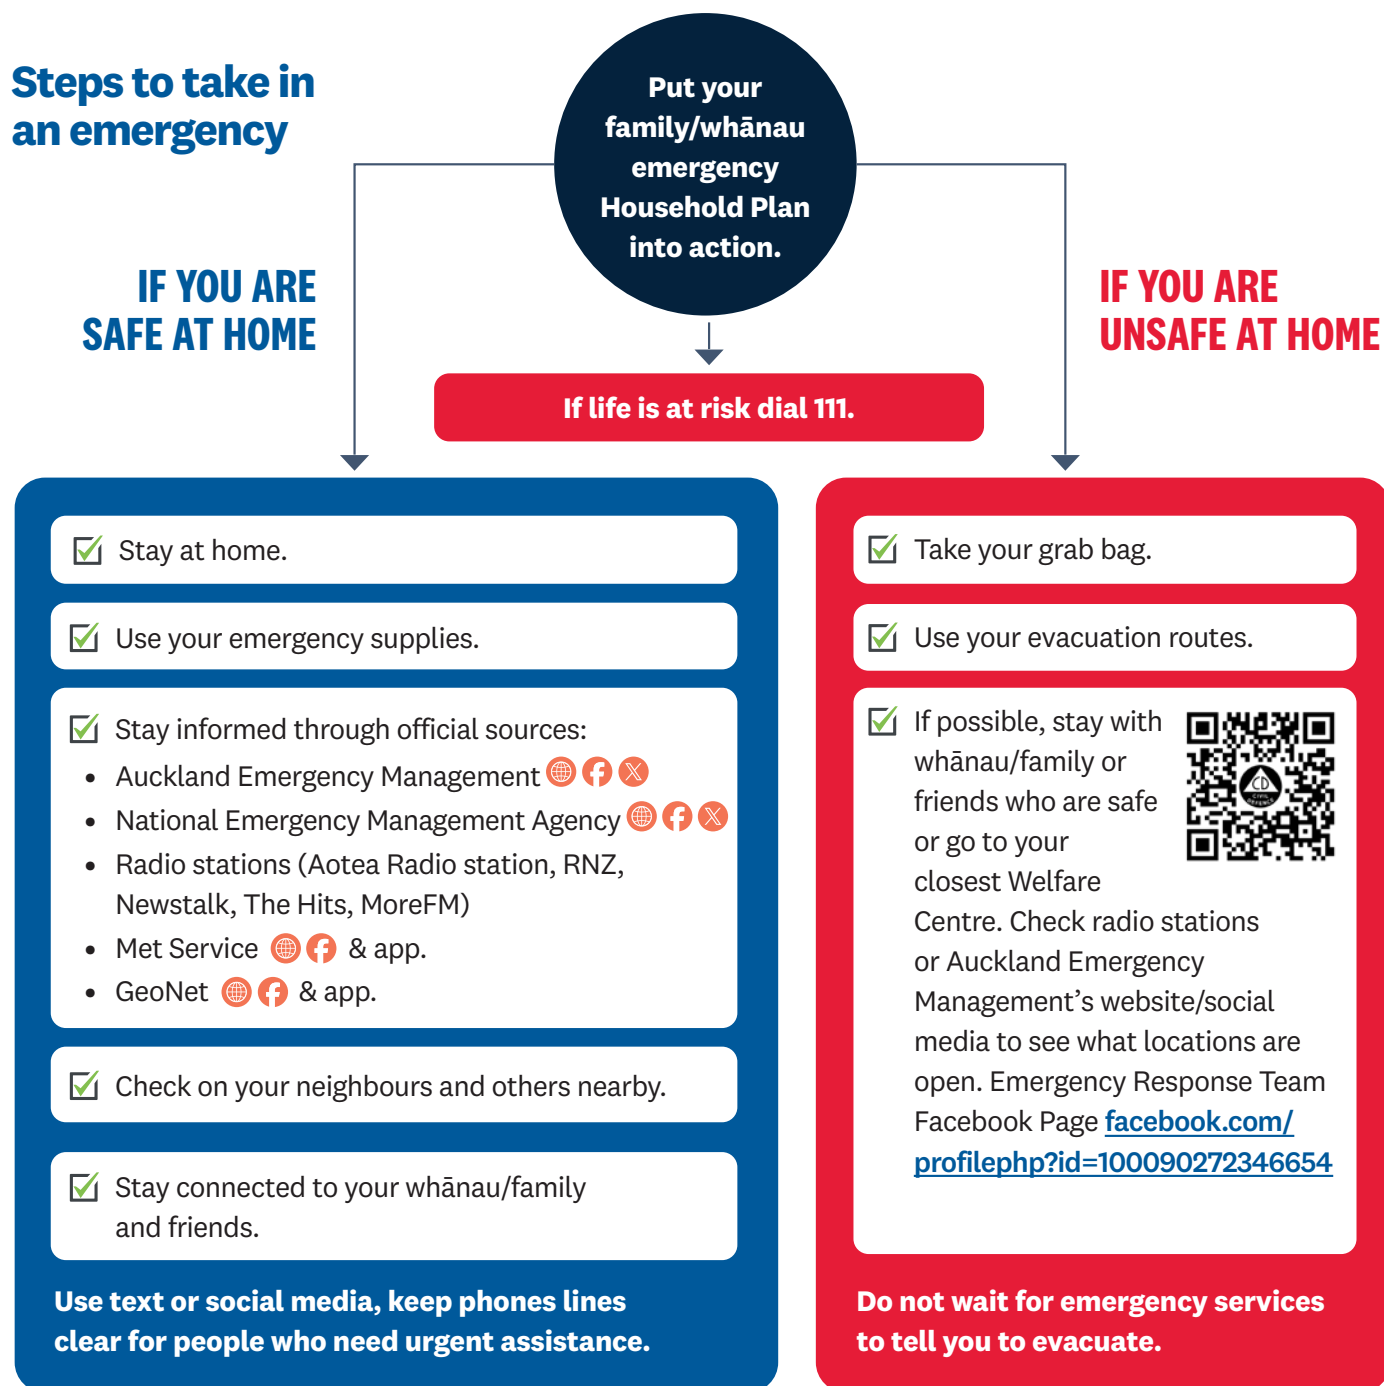 Steps to take in
an emergency
Put your
family/whānau
emergency
Household Plan
into action.
IF YOU ARE
SAFE AT HOME
IF YOU ARE
UNSAFE AT HOME
If life is at risk dial 111.
Stay at home.
Use your emergency supplies.
Stay informed through official sources:
• Auckland Emergency Management
• National Emergency Management Agency
• Radio stations (Aotea Radio station, RNZ,
Newstalk, The Hits, MoreFM)
• Met Service & app.
• GeoNet & app.
Check on your neighbours and others nearby.
Stay connected to your whānau/family
and friends.
Use text or social media, keep phones lines
clear for people who need urgent assistance.
Take your grab bag.
Use your evacuation routes.
If possible, stay with
whānau/family or
friends who are safe
or go to your
closest Welfare
Centre. Check radio stations
or Auckland Emergency
Management’s website/social
media to see what locations are
open. Emergency Response Team
Facebook Page facebook.com/
profilephp?id=100090272346654
CD
CIVIL
DEFENCE
Do not wait for emergency services
to tell you to evacuate.